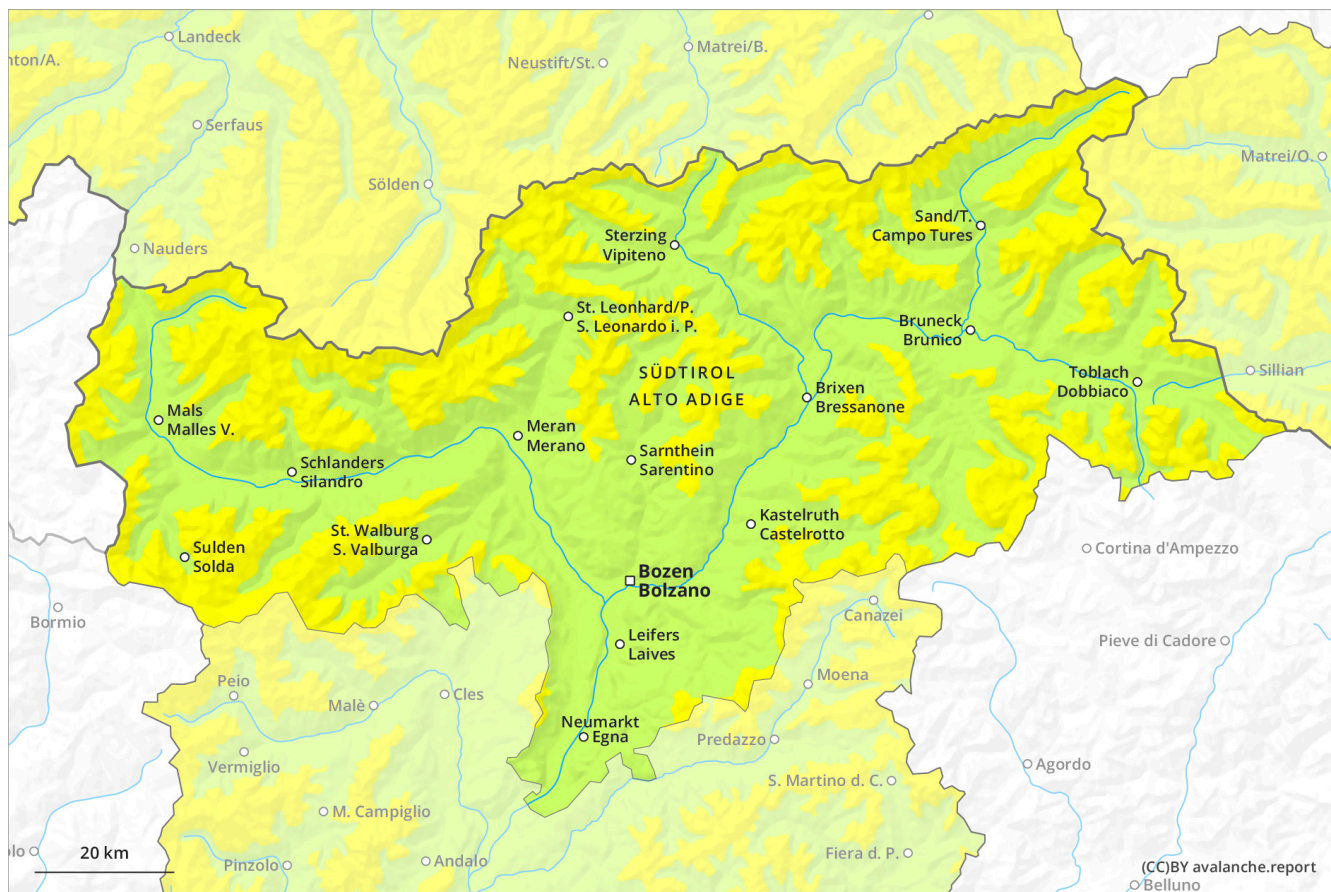 Landeck
nton/A.
Matrei/B.
Neustift/St.
Serfaus
Matrei/O.
Sölden
Sand/T.
Campo Tures
Sterzing
Vipiteno
Nauders
St. Leonhard/P.
S. Leonardo i. P.
Bruneck
Brunico
SÜDTIROL
ALTO ADIGE
Toblach
Dobbiaco
Sillian
Brixen
Bressanone
Mals
Malles V.
Meran
Merano
Sarnthein
Sarentino
Schlanders
Silandro
Kastelruth
Castelrotto
St. Walburg
S. Valburga
Sulden
Solda
Cortina d'Ampezzo
Bozen
Bolzano
Bormio
Canazei
Leifers
Laives
Pieve di Cadore
Moena
Peio
Malè
Cles
Neumarkt
Egna
Predazzo
Vermiglio
Agordo
S. Martino d. C.
M. Campiglio
olo
20 km
Pinzolo
Andalo
Fiera d. P.
(CC)BY avalanche.report
Belluno